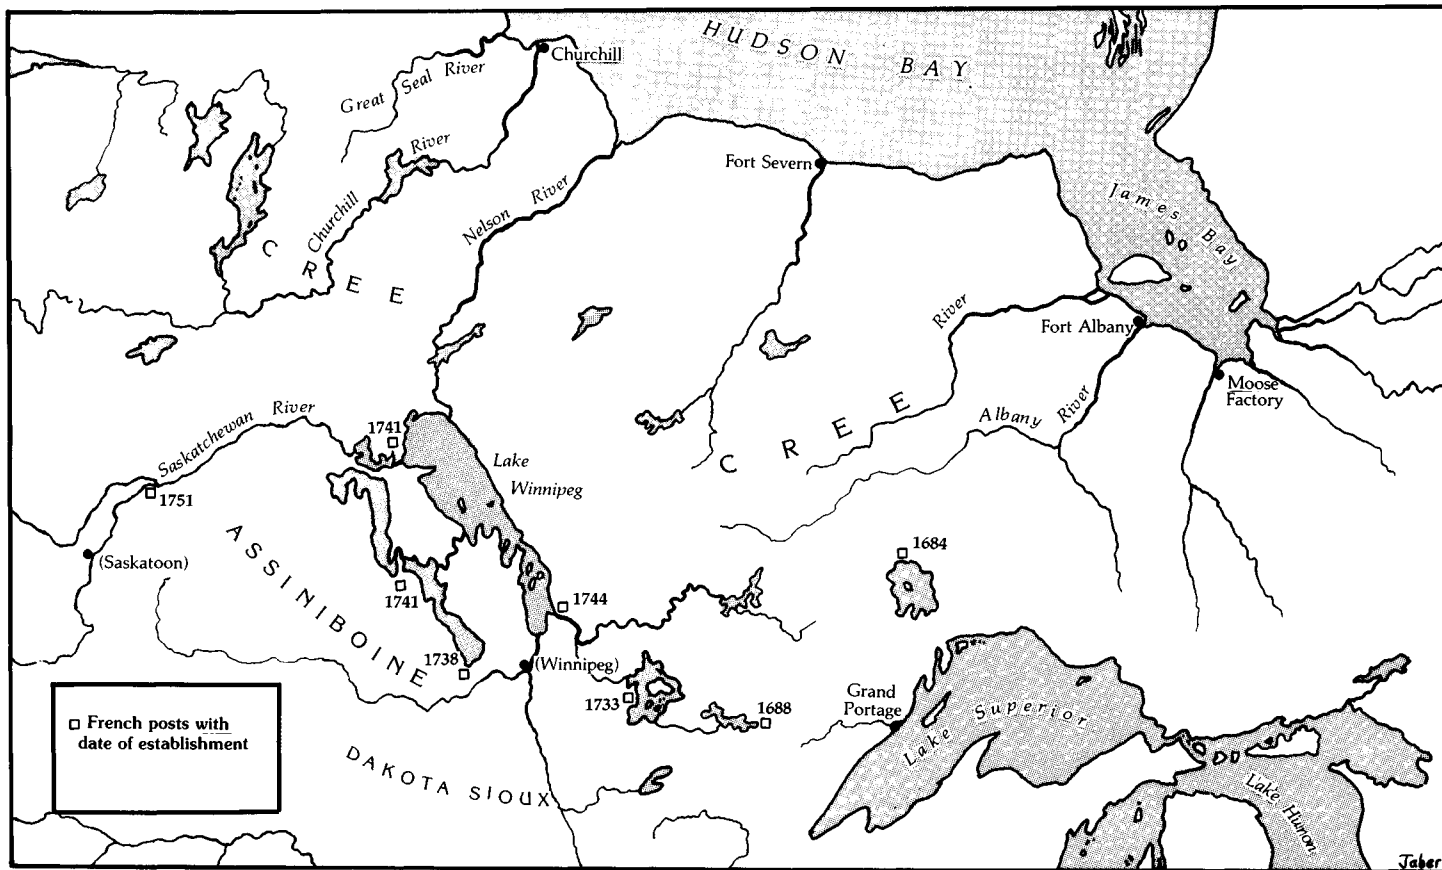 HUDSON BAY
Churchill
Great Seal River
Churchill River
Nelson River
Fort Severn
James Bay
CREE
River
Fort Albany
Moose
Factory
Albany River
CREE
Saskatchewan River
1741
Lake
Winnipeg
1751
(Saskatoon)
ASSINIBOINE
1741
1744
1684
1738
(Winnipeg)
1733
1688
Grand
Portage
Lake Superior
Lake Huron
DAKOTA SIOUX
□ French posts with
date of establishment
Jaber